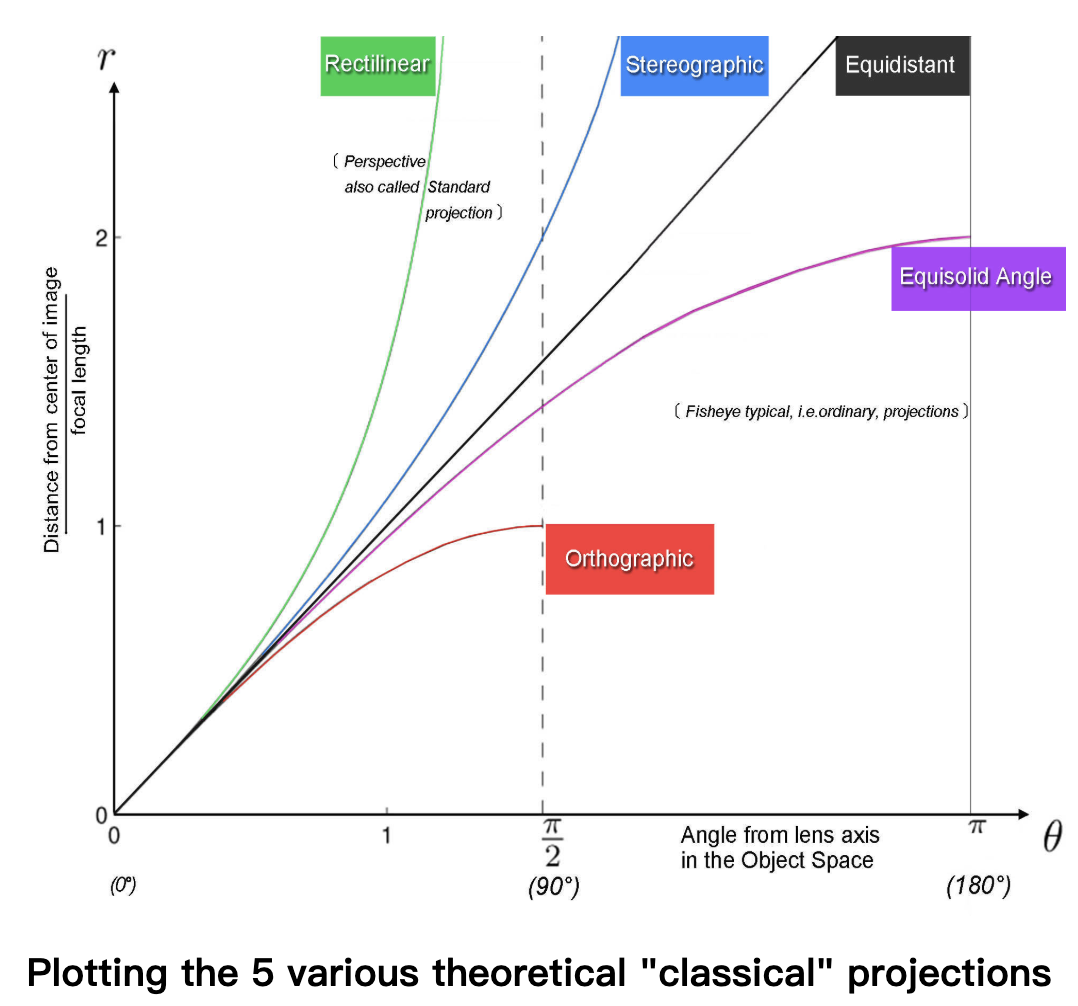 r
Rectilinear
Stereographic
Equidistant
〔 Perspective
also called Standard
projection 〕
2
Equisolid Angle
Distance from center of image
focal length
〔 Fisheye typical, i.e.ordinary, projections 〕
1
Orthographic
0
0
1
π
2
Angle from lens axis
in the Object Space
π
θ
(0°)
(90°)
(180°)
Plotting the 5 various theoretical "classical" projections